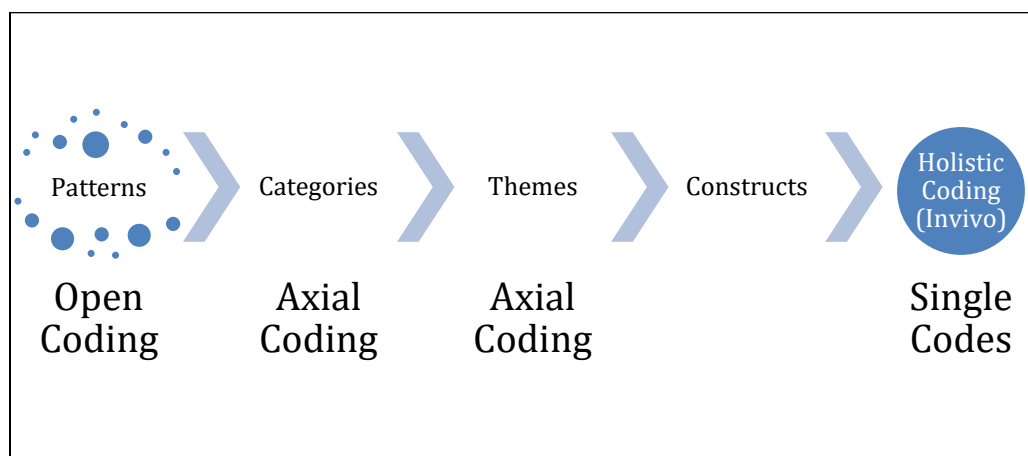 Patterns
Categories
Themes
Constructs
Holistic
Coding
(Invivo)
Open
Coding
Axial
Coding
Axial
Coding
Single
Codes